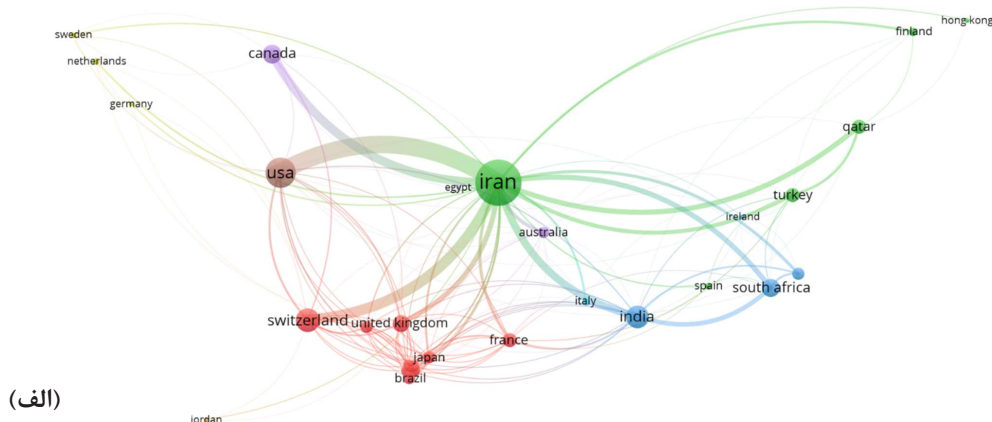 hong kong
finland
sweden
canada
netherlands
germany
qatar
usa
iran
egypt
turkey
ireland
australia
south africa
spain
italy
india
switzerland
united kingdom
france
japan
brazil
(الف)
jordan